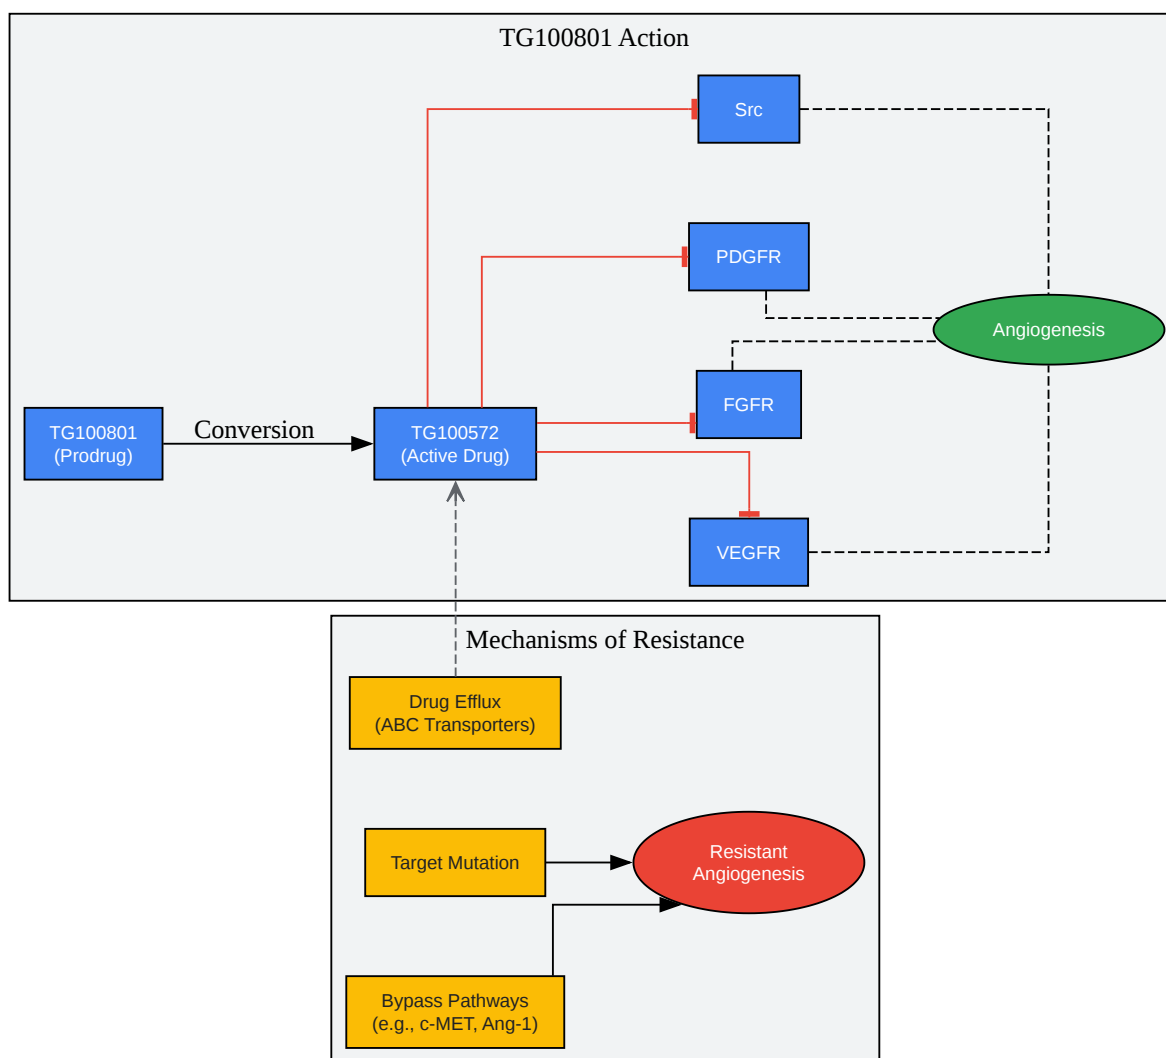 TG100801 Action
Src
PDGFR
Angiogenesis
FGFR
TG100801
(Prodrug)
Conversion
TG100572
(Active Drug)
VEGFR
Mechanisms of Resistance
Drug Efflux
(ABC Transporters)
Target Mutation
Resistant
Angiogenesis
Bypass Pathways
(e.g., c-MET, Ang-1)